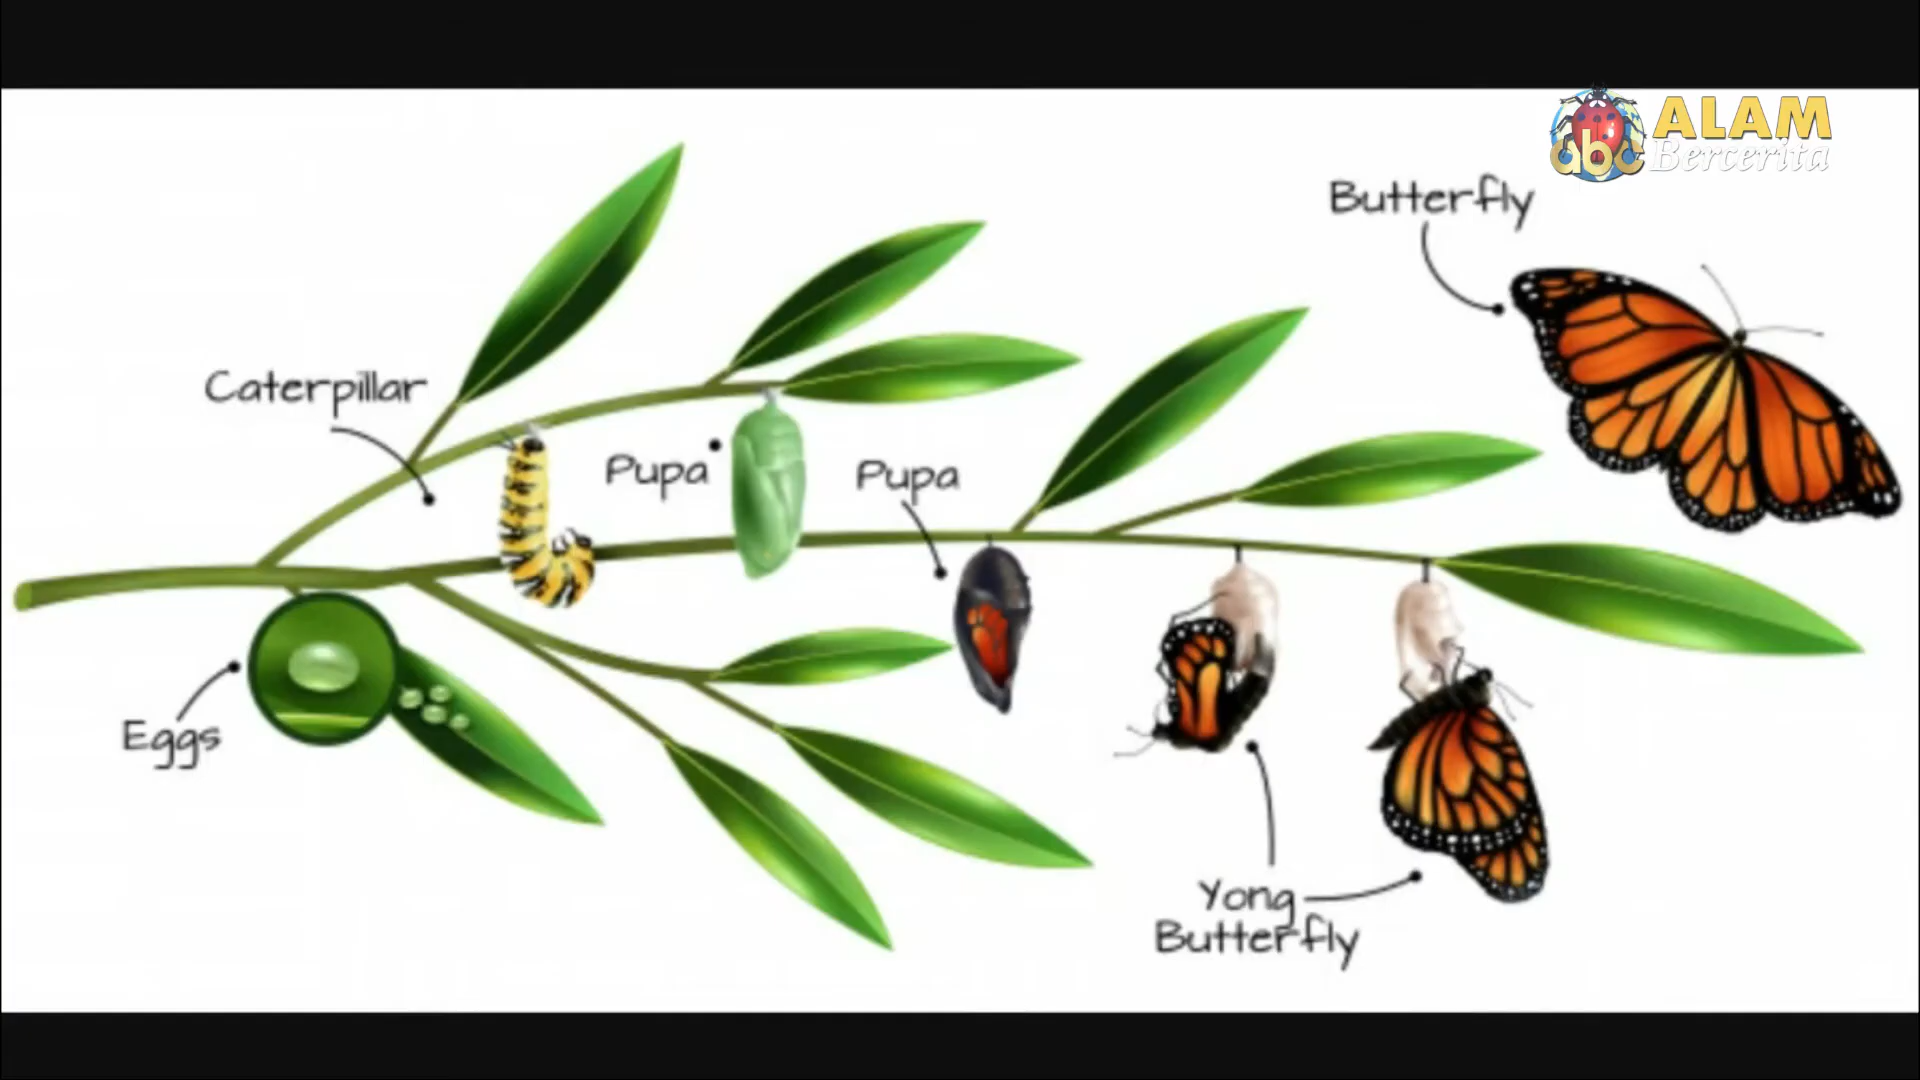 ALAM
abc Bercerita
Butterfly
Caterpillar
Pupa
Pupa
Eggs
Yong
Butterfly